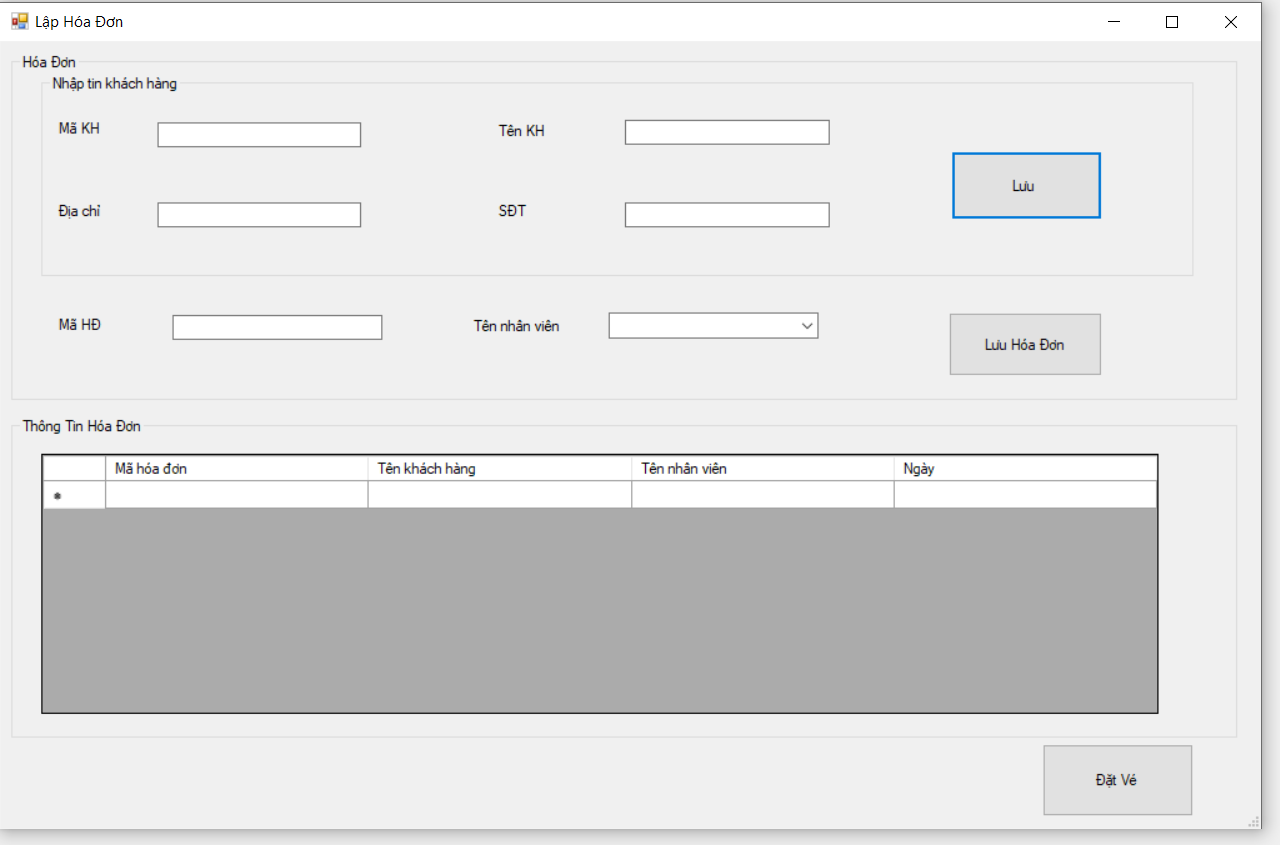 Lập Hóa Đơn
Hóa Đơn
Nhập tin khách hàng
Mã KH
Tên KH
Lưu
Địa chỉ
SĐT
Mã HĐ
Tên nhân viên
Lưu Hóa Đơn
Thông Tin Hóa Đơn
Mã hóa đơn Tên khách hàng Tên nhân viên Ngày
Đặt Vé